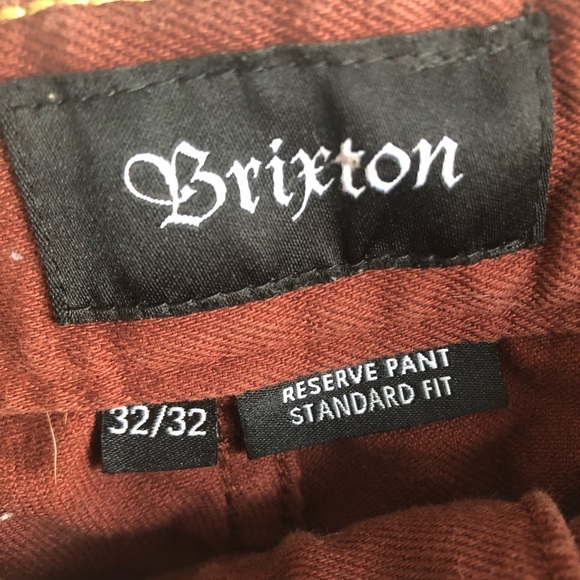 Brixton
32/32
RESERVE PANT
STANDARD FIT